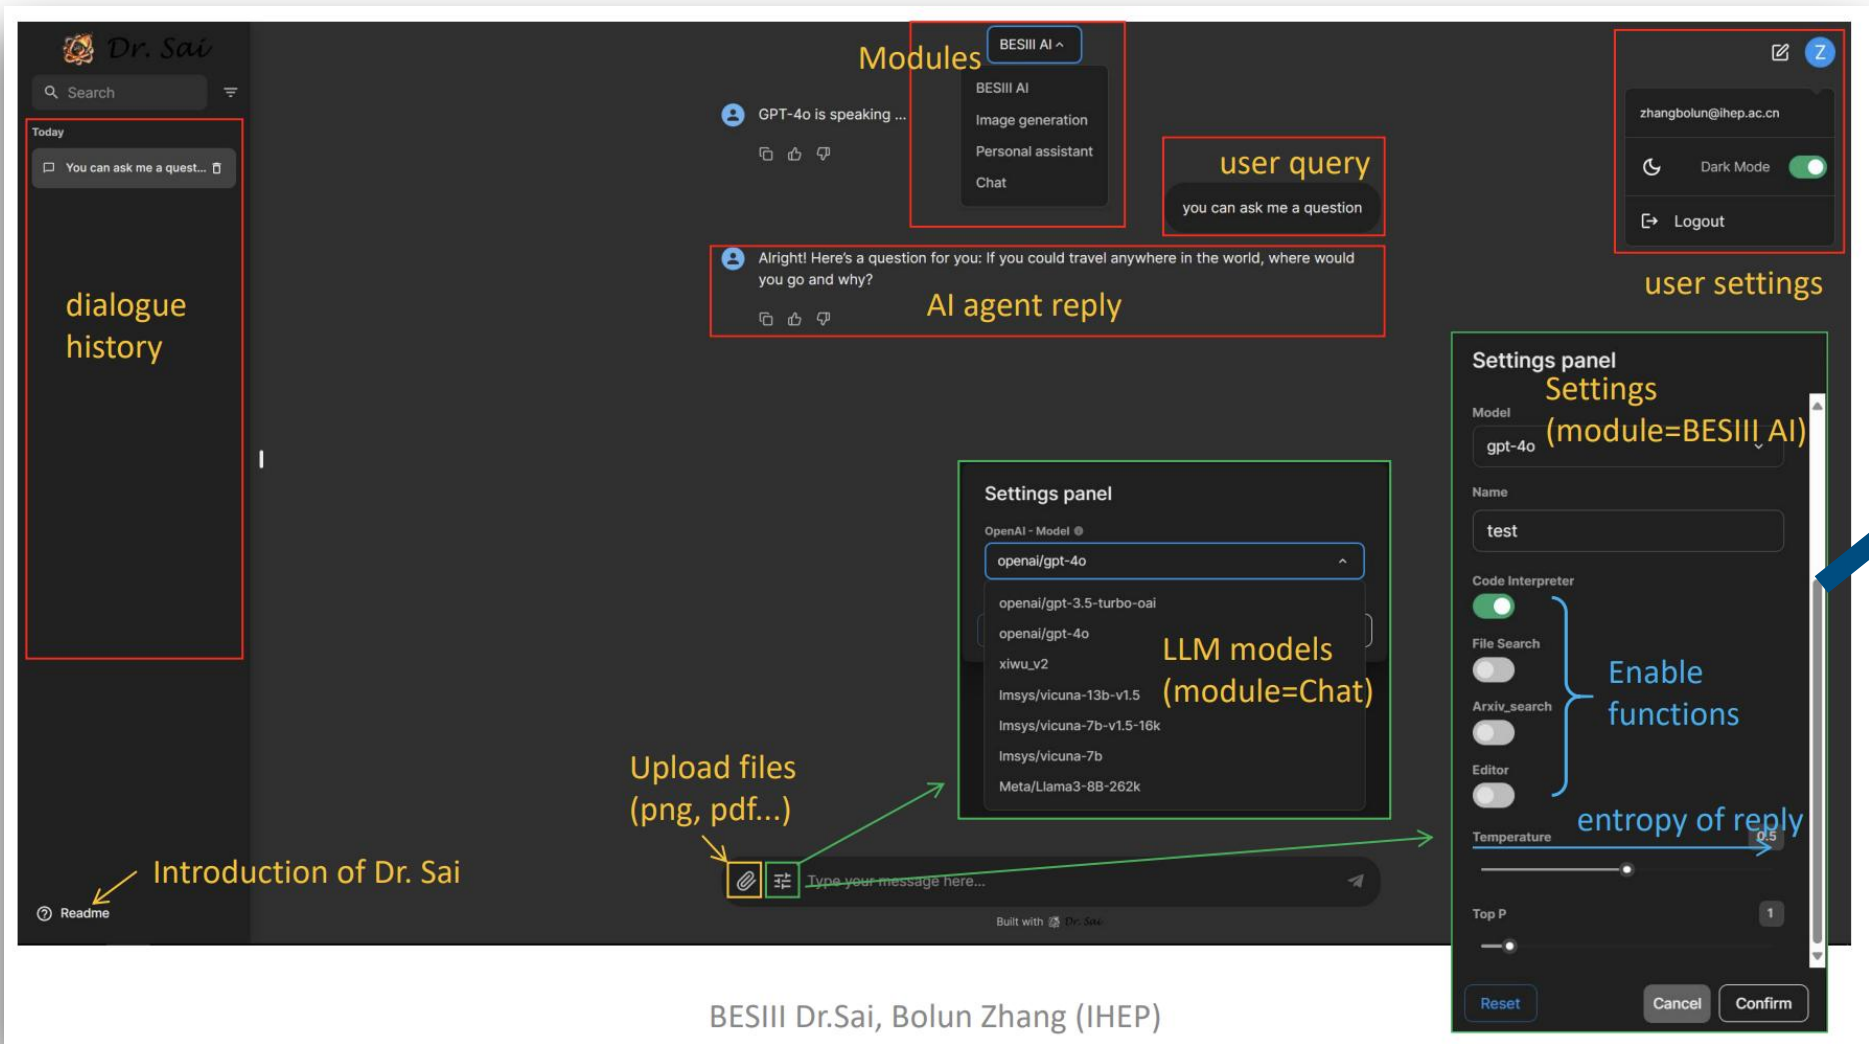 Dr. Sai
Search
Today
You can ask me a quest...
dialogue
history
Introduction of Dr. Sai
Readme
Modules
BESIII AI
BESIII AI
Image generation
Personal assistant
Chat
GPT-4o is speaking ...
user query
you can ask me a question
Alright! Here's a question for you: If you could travel anywhere in the world, where would
you go and why?
AI agent reply
Z
zhangbolun@ihep.ac.cn
Dark Mode
Logout
user settings
Settings panel
OpenAI - Model
openai/gpt-4o
openai/gpt-3.5-turbo-oai
openai/gpt-4o
xiwu_v2
lmsys/vicuna-13b-v1.5
lmsys/vicuna-7b-v1.5-16k
lmsys/vicuna-7b
Meta/Llama3-8B-262k
LLM models
(module=Chat)
Upload files
(png, pdf...)
Type your message here...
Built with Dr. Sai
Settings panel
Settings
(module=BESIII AI)
Model
gpt-4o
Name
test
Code Interpreter
File Search
Arxiv_search
Editor
Enable
functions
entropy of reply
Temperature
0.5
Top P
1
Reset
Cancel
Confirm
BESIII Dr.Sai, Bolun Zhang (IHEP)